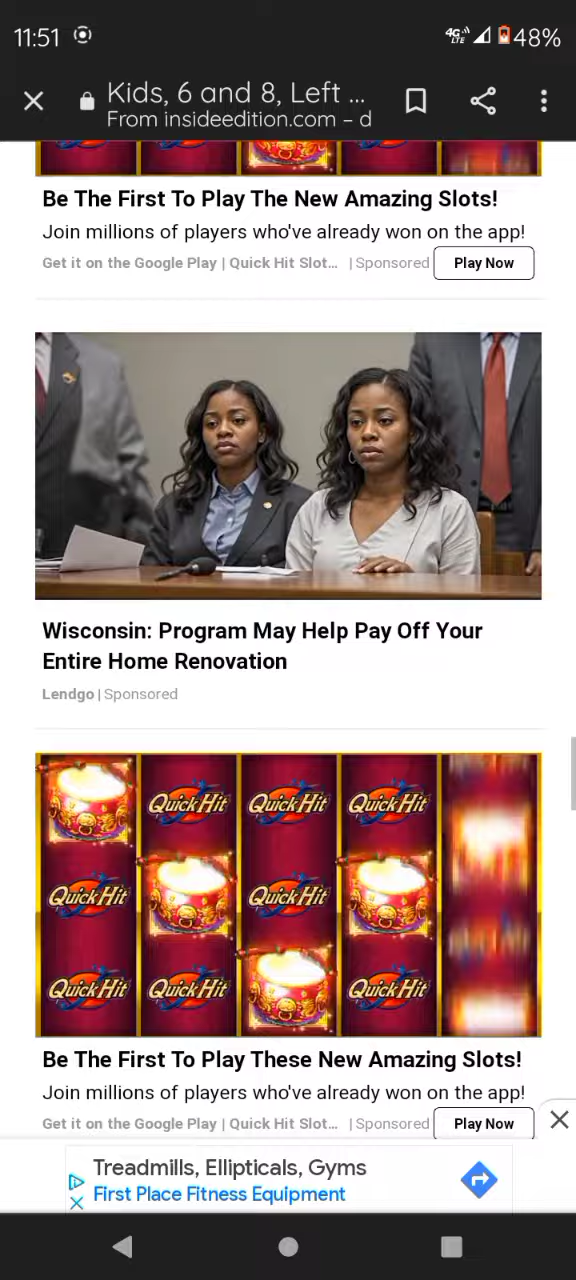 11:51
4G LTE 48%
Kids, 6 and 8, Left ...
From insideedition.com – d
Be The First To Play The New Amazing Slots!
Join millions of players who've already won on the app!
Get it on the Google Play | Quick Hit Slot... | Sponsored
Play Now
Wisconsin: Program May Help Pay Off Your
Entire Home Renovation
Lendgo | Sponsored
Quick Hit Quick Hit Quick Hit
Quick Hit Quick Hit
Quick Hit Quick Hit Quick Hit
Be The First To Play These New Amazing Slots!
Join millions of players who've already won on the app!
Get it on the Google Play | Quick Hit Slot... | Sponsored
Play Now
Treadmills, Ellipticals, Gyms
First Place Fitness Equipment